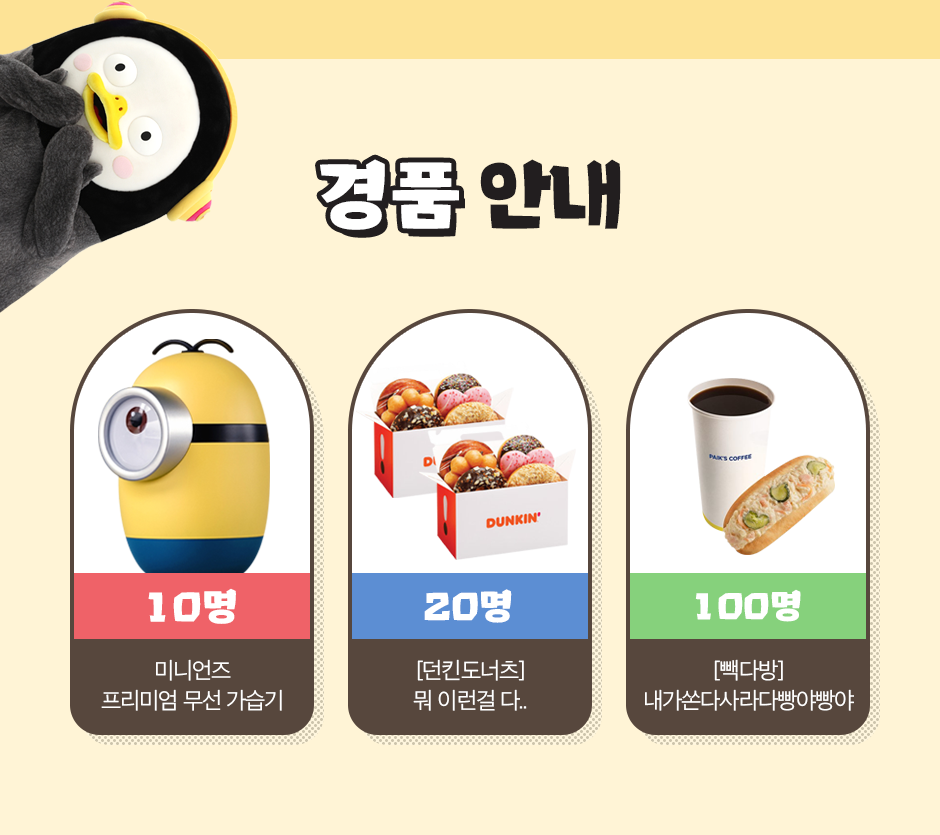 경품 안내
DUNKIN'
PAIK'S COFFEE
10명
20명
100명
미니언즈
프리미엄 무선 가습기
[던킨도너츠]
뭐 이런걸 다..
[빽다방]
내가쏜다사라다빵야빵야